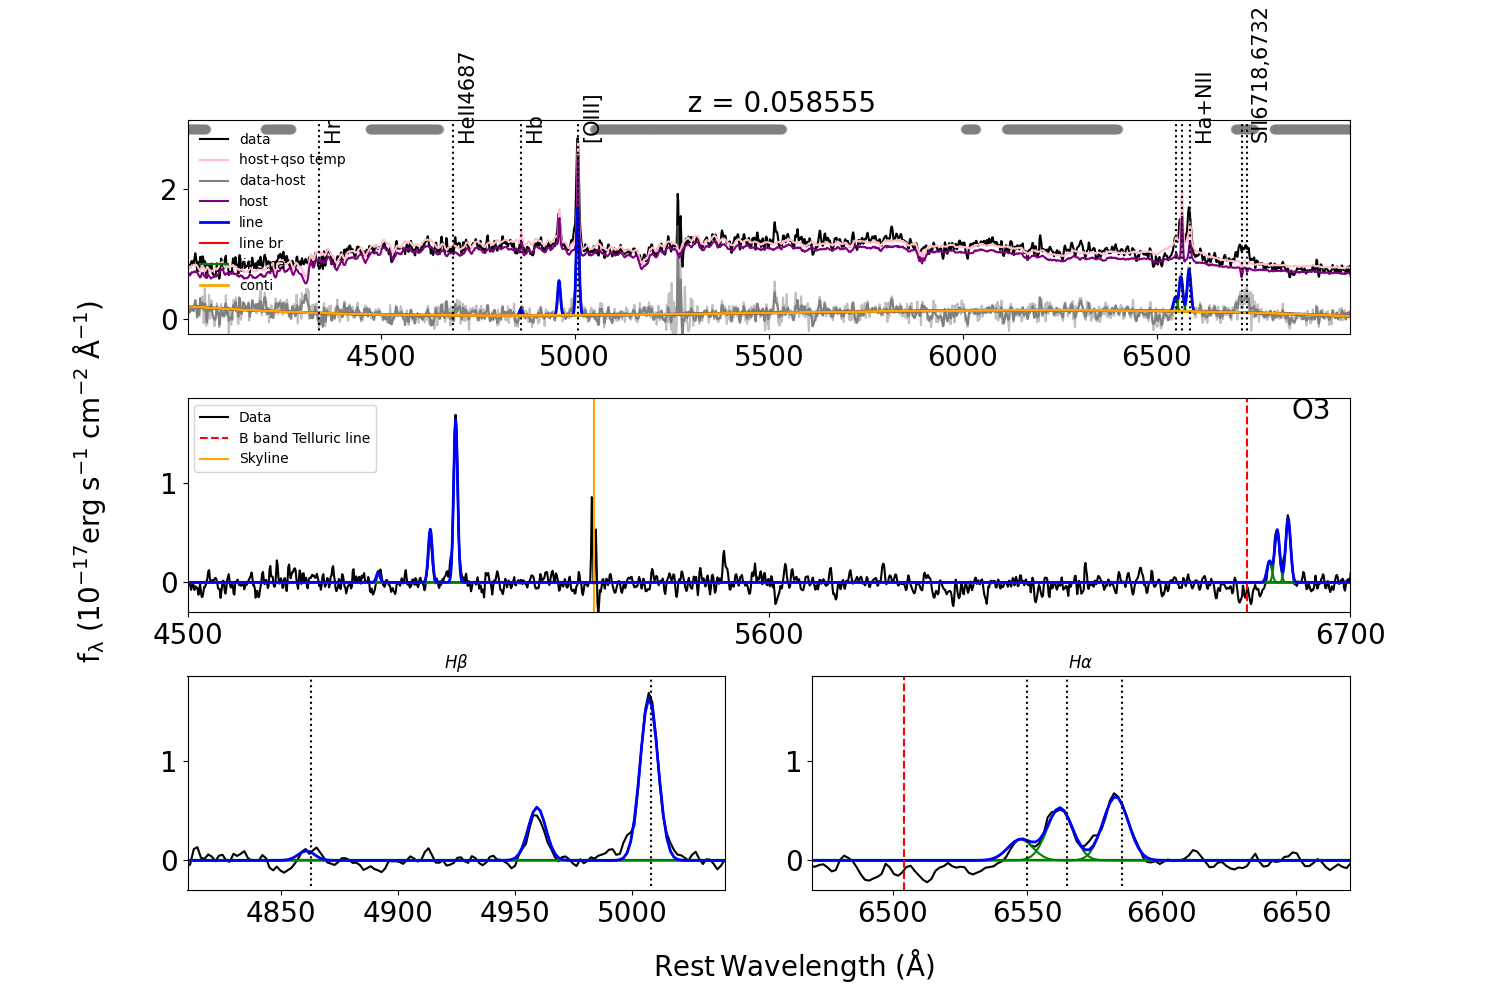 z = 0.058555
Hr
HeII4687
Hb
[OIII]
Ha+NII
SII6718,6732
data
host+qso temp
data-host
host
line
line br
conti
2
0
4500
5000
5500
6000
6500
O3
Data
B band Telluric line
Skyline
1
0
4500
5600
6700
fλ (10⁻¹⁷erg s⁻¹ cm⁻² Å⁻¹)
Hβ
1
0
4850
4900
4950
5000
Hα
1
0
6500
6550
6600
6650
Rest Wavelength (Å)